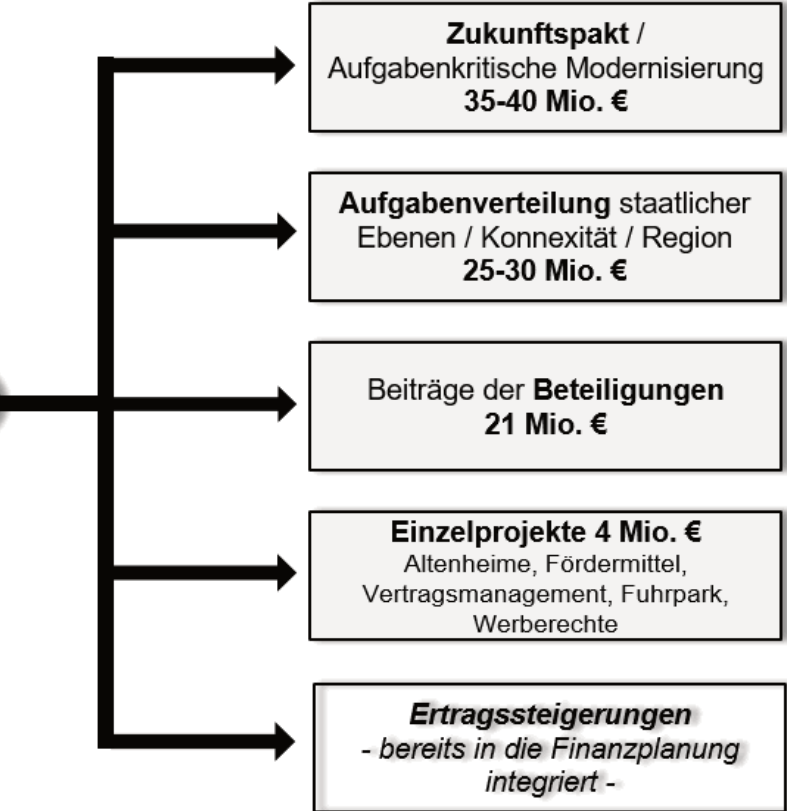 Zukunftspakt /
Aufgabenkritische Modernisierung
35-40 Mio. €
Aufgabenverteilung staatlicher
Ebenen / Konnexität / Region
25-30 Mio. €
Beiträge der Beteiligungen
21 Mio. €
Einzelprojekte 4 Mio. €
Altenheime, Fördermittel,
Vertragsmanagement, Fuhrpark,
Werberechte
Ertragssteigerungen
- bereits in die Finanzplanung
integriert -